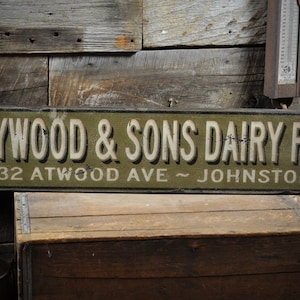 YWOOD & SONS DAIRY F
32 ATWOOD AVE ~ JOHNSTO